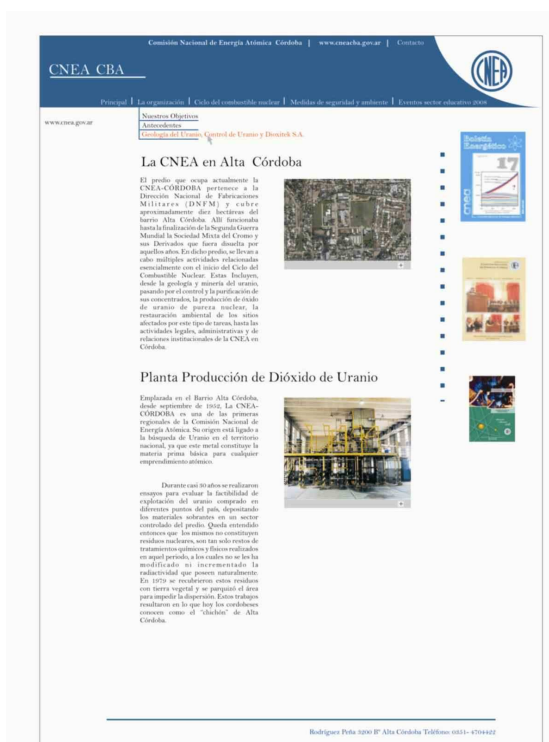 Comisión Nacional de Energía Atómica Córdoba | www.cneacba.gov.ar | Contacto
CNEA CBA
CNEA
Principal | La organización | Ciclo del combustible nuclear | Medidas de seguridad y ambiente | Eventos sector educativo 2008
www.cnea.gov.ar
Nuestros Objetivos
Antecedentes
Geología del Uranio, Control de Uranio y Dioxitek S.A.
La CNEA en Alta Córdoba
El predio que ocupa actualmente la
CNEA-CÓRDOBA pertenece a la
Dirección Nacional de Fabricaciones
Militares (DNFM) y cubre
aproximadamente diez hectáreas del
barrio Alta Córdoba. Allí funcionaba
hasta la finalización de la Segunda Guerra
Mundial la Sociedad Mixta del Cromo y
sus Derivados que fuera disuelta por
aquellos años. En dicho predio, se llevan a
cabo múltiples actividades relacionadas
esencialmente con el inicio del Ciclo del
Combustible Nuclear. Estas Incluyen,
desde la geología y minería del uranio,
pasando por el control y la purificación de
sus concentrados, la producción de óxido
de uranio de pureza nuclear, la
restauración ambiental de los sitios
afectados por este tipo de tareas, hasta las
actividades legales, administrativas y de
relaciones institucionales de la CNEA en
Córdoba.
Boletín
Energético
17
cnea
Planta Producción de Dióxido de Uranio
Emplazada en el Barrio Alta Córdoba,
desde septiembre de 1952, La CNEA-
CÓRDOBA es una de las primeras
regionales de la Comisión Nacional de
Energía Atómica. Su origen está ligado a
la búsqueda de Uranio en el territorio
nacional, ya que este metal constituye la
materia prima básica para cualquier
emprendimiento atómico.
Durante casi 30 años se realizaron
ensayos para evaluar la factibilidad de
explotación del uranio comprado en
diferentes puntos del país, depositando
los materiales sobrantes en un sector
controlado del predio. Queda entendido
entonces que los mismos no constituyen
residuos nucleares, son tan solo restos de
tratamientos químicos y físicos realizados
en aquel periodo, a los cuales no se les ha
modificado ni incrementado la
radiactividad que poseen naturalmente.
En 1979 se recubrieron estos residuos
con tierra vegetal y se parquizó el área
para impedir la dispersión. Estos trabajos
resultaron en lo que hoy los cordobeses
conocen como el "chichón" de Alta
Córdoba.
Rodríguez Peña 3200 Bº Alta Córdoba Teléfono: 0351- 4704422